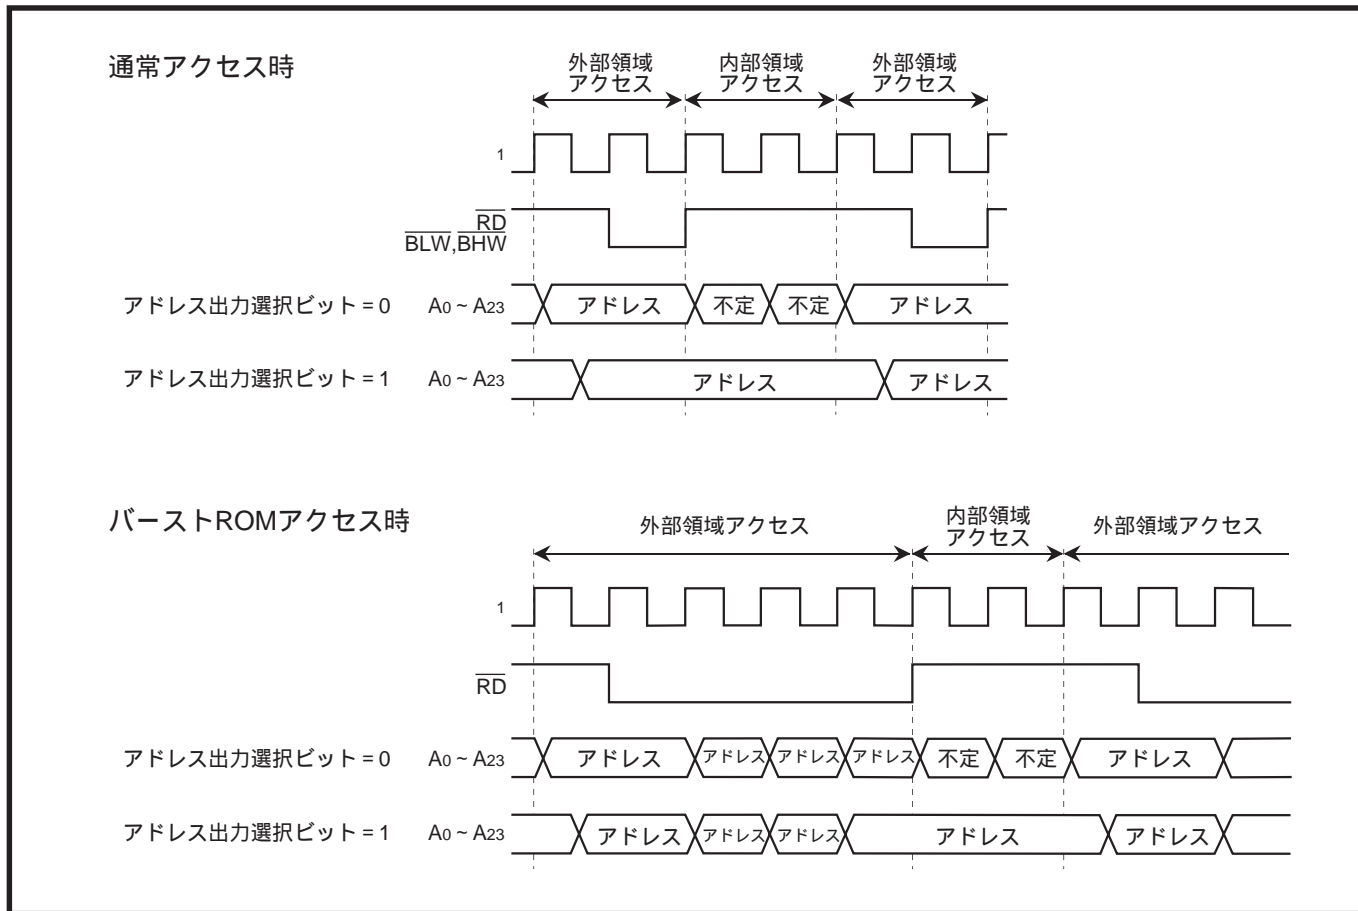 通常アクセス時
外部領域
アクセス
内部領域
アクセス
外部領域
アクセス
1
RD
BLW,BHW
アドレス出力選択ビット = 0 A0 ~ A23 アドレス 不定 不定 アドレス
アドレス出力選択ビット = 1 A0 ~ A23 アドレス アドレス
バーストROMアクセス時
外部領域アクセス
内部領域
アクセス
外部領域アクセス
1
RD
アドレス出力選択ビット = 0 A0 ~ A23 アドレス アドレス アドレス アドレス 不定 不定 アドレス
アドレス出力選択ビット = 1 A0 ~ A23 アドレス アドレス アドレス アドレス アドレス